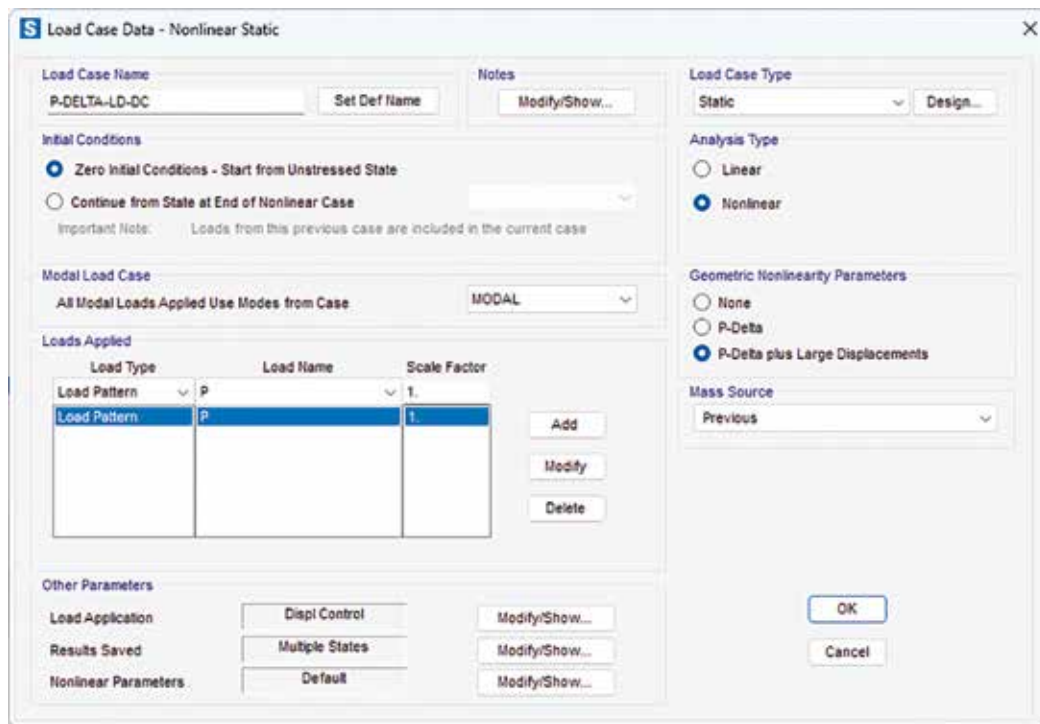 S Load Case Data - Nonlinear Static
Load Case Name
Notes
Load Case Type
P-DELTA-LD-DC
Set Def Name
Modify/Show...
Static
Design...
Initial Conditions
Analysis Type
Zero Initial Conditions - Start from Unstressed State
Linear
Continue from State at End of Nonlinear Case
Nonlinear
Important Note: Loads from this previous case are included in the current case
Modal Load Case
Geometric Nonlinearity Parameters
All Modal Loads Applied Use Modes from Case
MODAL
None
P-Delta
P-Delta plus Large Displacements
Loads Applied
Load Type Load Name Scale Factor
Load Pattern P 1.
Load Pattern P 1.
Mass Source
Previous
Add
Modify
Delete
Other Parameters
Load Application Displ Control Modify/Show...
Results Saved Multiple States Modify/Show...
Nonlinear Parameters Default Modify/Show...
OK
Cancel